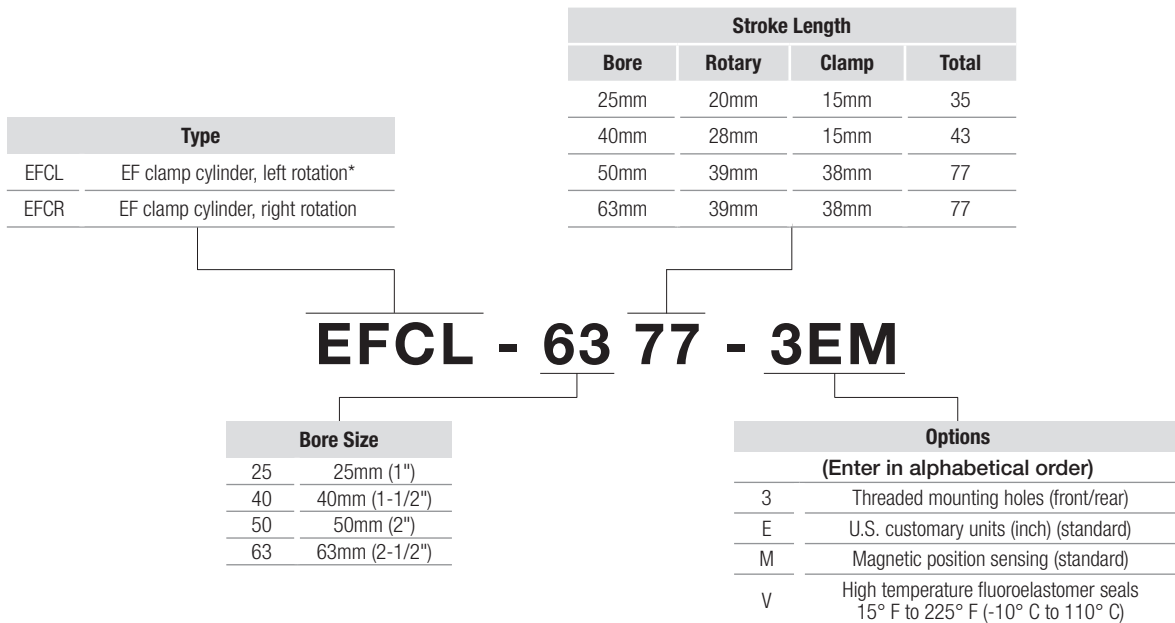 Stroke Length
Bore Rotary Clamp Total
25mm 20mm 15mm 35
40mm 28mm 15mm 43
50mm 39mm 38mm 77
63mm 39mm 38mm 77
Type
EFCL EF clamp cylinder, left rotation*
EFCR EF clamp cylinder, right rotation
EFCL - 63 77 - 3EM
Bore Size
25 25mm (1")
40 40mm (1-1/2")
50 50mm (2")
63 63mm (2-1/2")
Options
(Enter in alphabetical order)
3 Threaded mounting holes (front/rear)
E U.S. customary units (inch) (standard)
M Magnetic position sensing (standard)
V High temperature fluoroelastomer seals
15° F to 225° F (-10° C to 110° C)